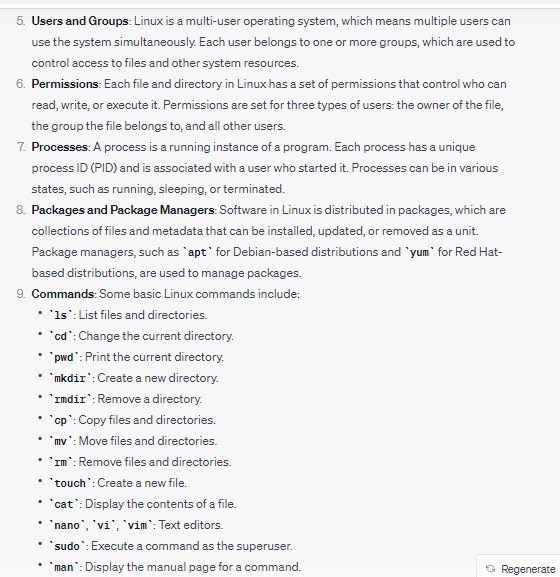 5. Users and Groups: Linux is a multi-user operating system, which means multiple users can
use the system simultaneously. Each user belongs to one or more groups, which are used to
control access to files and other system resources.
6. Permissions: Each file and directory in Linux has a set of permissions that control who can
read, write, or execute it. Permissions are set for three types of users: the owner of the file,
the group the file belongs to, and all other users.
7. Processes: A process is a running instance of a program. Each process has a unique
process ID (PID) and is associated with a user who started it. Processes can be in various
states, such as running, sleeping, or terminated.
8. Packages and Package Managers: Software in Linux is distributed in packages, which are
collections of files and metadata that can be installed, updated, or removed as a unit.
Package managers, such as `apt` for Debian-based distributions and `yum` for Red Hat-
based distributions, are used to manage packages.
9. Commands: Some basic Linux commands include:
• `ls`: List files and directories.
• `cd`: Change the current directory.
• `pwd`: Print the current directory.
• `mkdir`: Create a new directory.
• `rmdir`: Remove a directory.
• `cp`: Copy files and directories.
• `mv`: Move files and directories.
• `rm`: Remove files and directories.
• `touch`: Create a new file.
• `cat`: Display the contents of a file.
• `nano`, `vi`, `vim`: Text editors.
• `sudo`: Execute a command as the superuser.
• `man`: Display the manual page for a command.
Regenerate